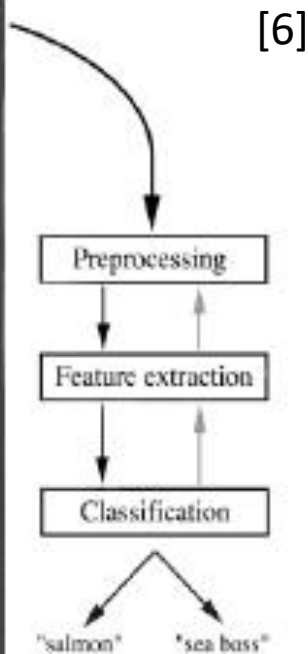 [6]
Preprocessing
Feature extraction
Classification
"salmon" "sea bass"